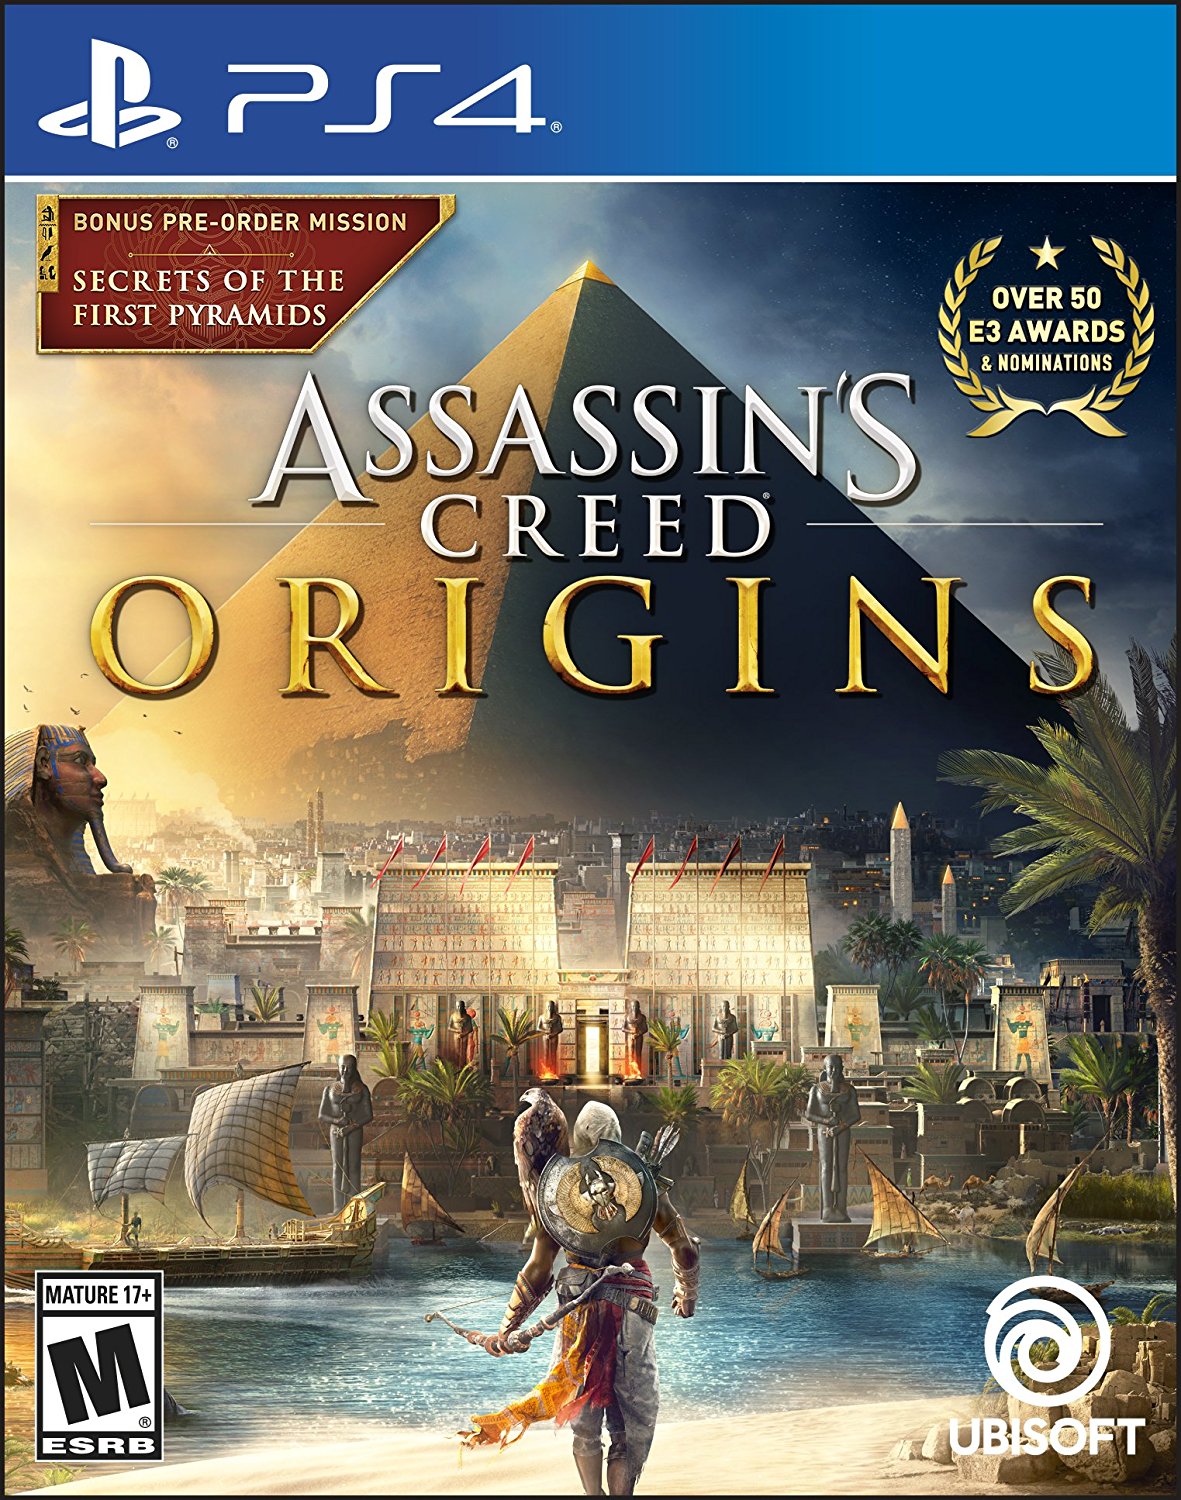 PS4®
BONUS PRE-ORDER MISSION
SECRETS OF THE
FIRST PYRAMIDS
OVER 50
E3 AWARDS
& NOMINATIONS
ASSASSIN'S
CREED®
ORIGINS
MATURE 17+
M®
ESRB
UBISOFT